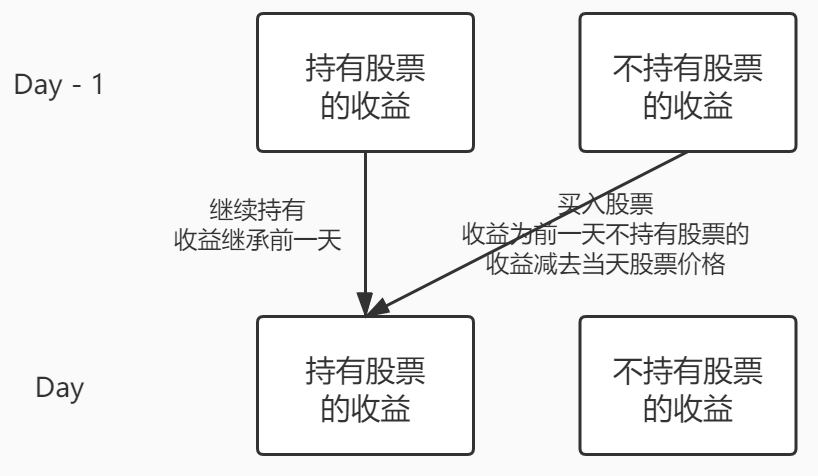 Day - 1
持有股票
的收益
不持有股票
的收益
继续持有
收益继承前一天
买入股票
收益为前一天不持有股票的
收益减去当天股票价格
Day
持有股票
的收益
不持有股票
的收益